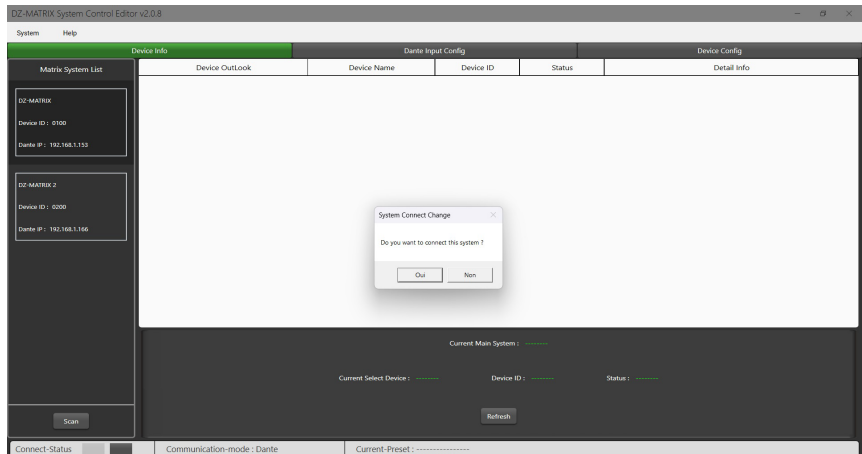 DZ-MATRIX System Control Editor v2.0.8
System Help
Device Info Dante Input Config Device Config
Matrix System List Device OutLook Device Name Device ID Status Detail Info
DZ-MATRIX
Device ID : 0100
Dante IP : 192.168.1.153
DZ-MATRIX 2
Device ID : 0200
Dante IP : 192.168.1.166
System Connect Change
Do you want to connect this system ?
Oui Non
Current Main System : --------
Current Select Device : -------- Device ID : -------- Status : --------
Scan Refresh
Connect-Status Communication-mode : Dante Current-Preset : ---------------